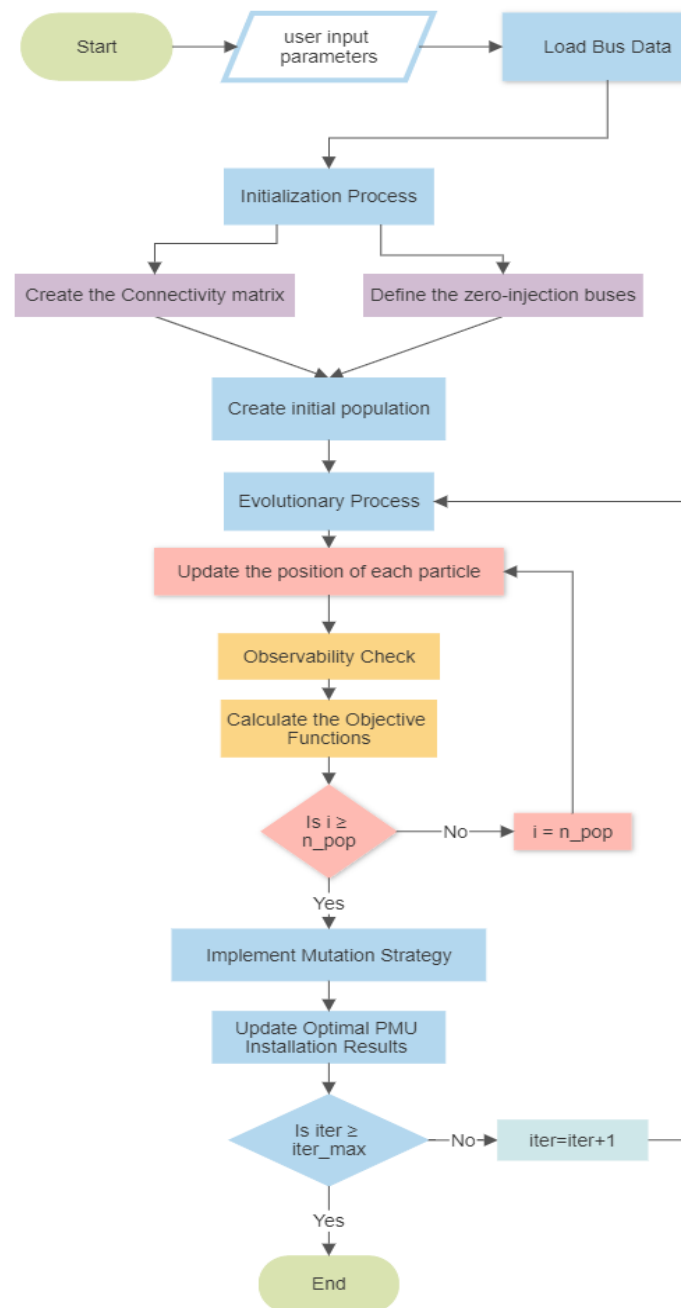 Start
user input
parameters
Load Bus Data
Initialization Process
Create the Connectivity matrix
Define the zero-injection buses
Create initial population
Evolutionary Process
Update the position of each particle
Observability Check
Calculate the Objective
Functions
Is i ≥
n_pop
No
i = n_pop
Yes
Implement Mutation Strategy
Update Optimal PMU
Installation Results
Is iter ≥
iter_max
No
iter=iter+1
Yes
End